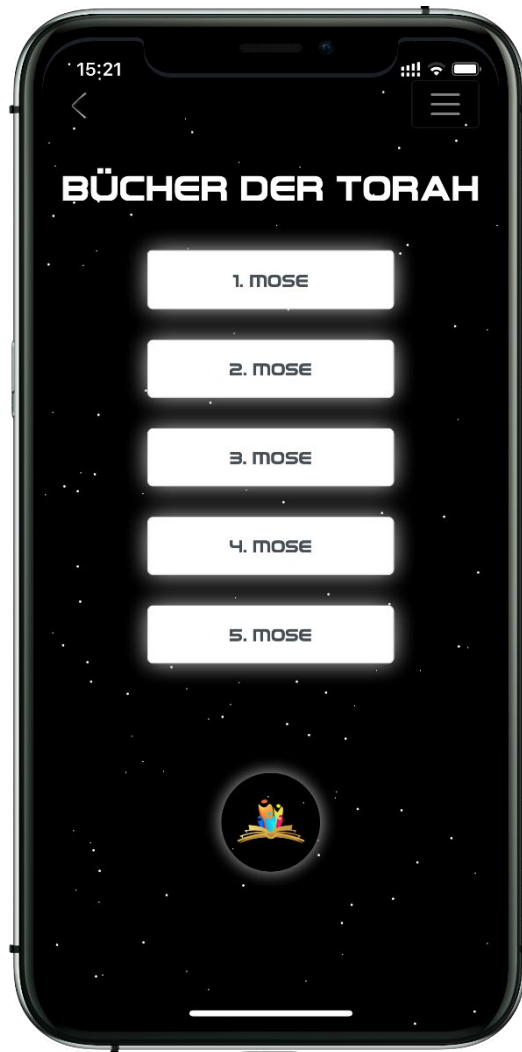 15:21
BÜCHER DER TORAH
1. MOSE
2. MOSE
3. MOSE
4. MOSE
5. MOSE